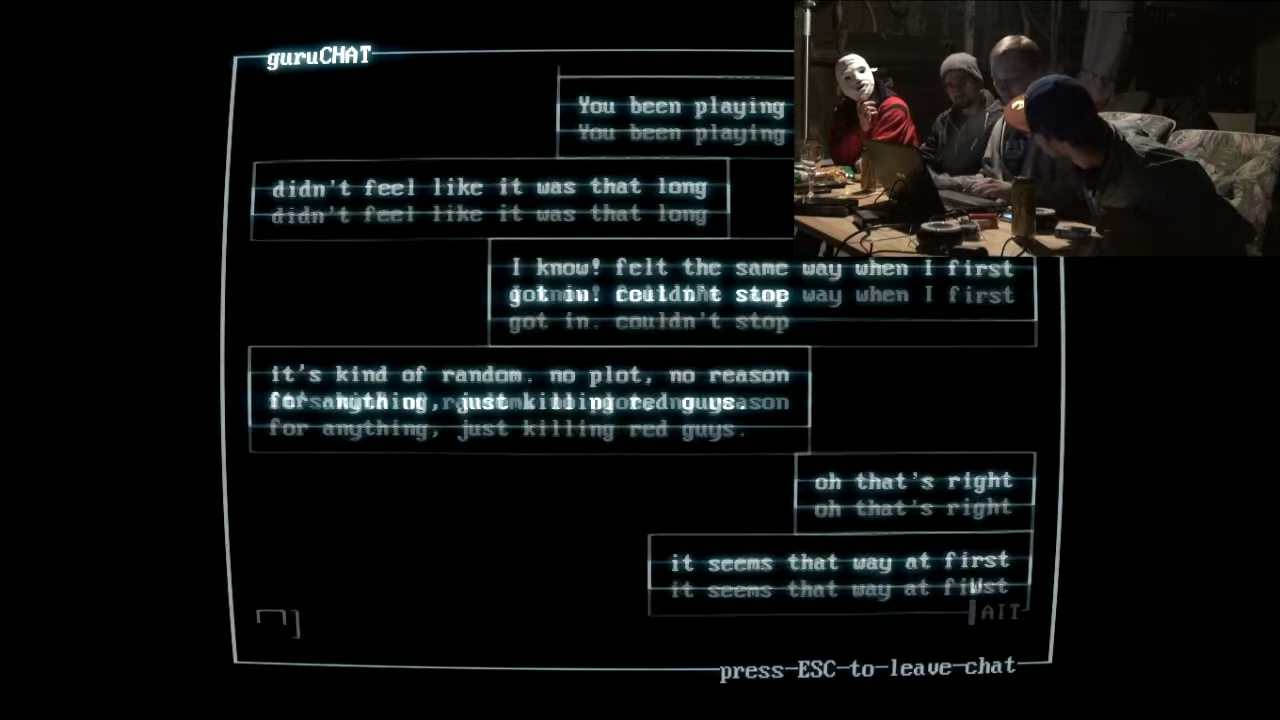 guruCHAT
You been playing
didn't feel like it was that long
I know! felt the same way when I first
got in! couldn't stop
it's kind of random. no plot, no reason
for anything, just killing red guys.
oh that's right
it seems that way at first
WAIT
press-ESC-to-leave-chat